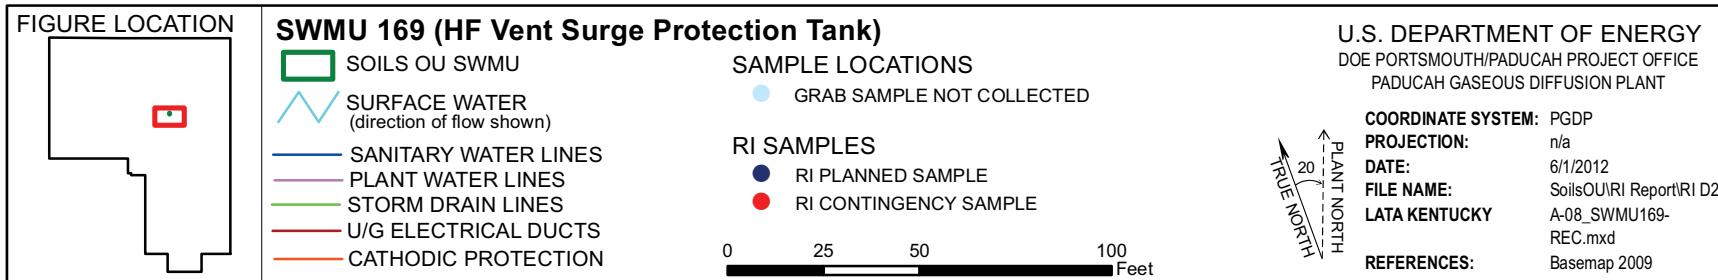 FIGURE LOCATION
SWMU 169 (HF Vent Surge Protection Tank)
SOILS OU SWMU
SURFACE WATER
(direction of flow shown)
SANITARY WATER LINES
PLANT WATER LINES
STORM DRAIN LINES
U/G ELECTRICAL DUCTS
CATHODIC PROTECTION
SAMPLE LOCATIONS
GRAB SAMPLE NOT COLLECTED
RI SAMPLES
RI PLANNED SAMPLE
RI CONTINGENCY SAMPLE
0 25 50 100
Feet
TRUE NORTH
20
PLANT NORTH
U.S. DEPARTMENT OF ENERGY
DOE PORTSMOUTH/PADUCAH PROJECT OFFICE
PADUCAH GASEOUS DIFFUSION PLANT
COORDINATE SYSTEM: PGDP
PROJECTION: n/a
DATE: 6/1/2012
FILE NAME: SoilsOU\RI Report\RI D2
LATA KENTUCKY A-08_SWMU169-
REC.mxd
REFERENCES: Basemap 2009